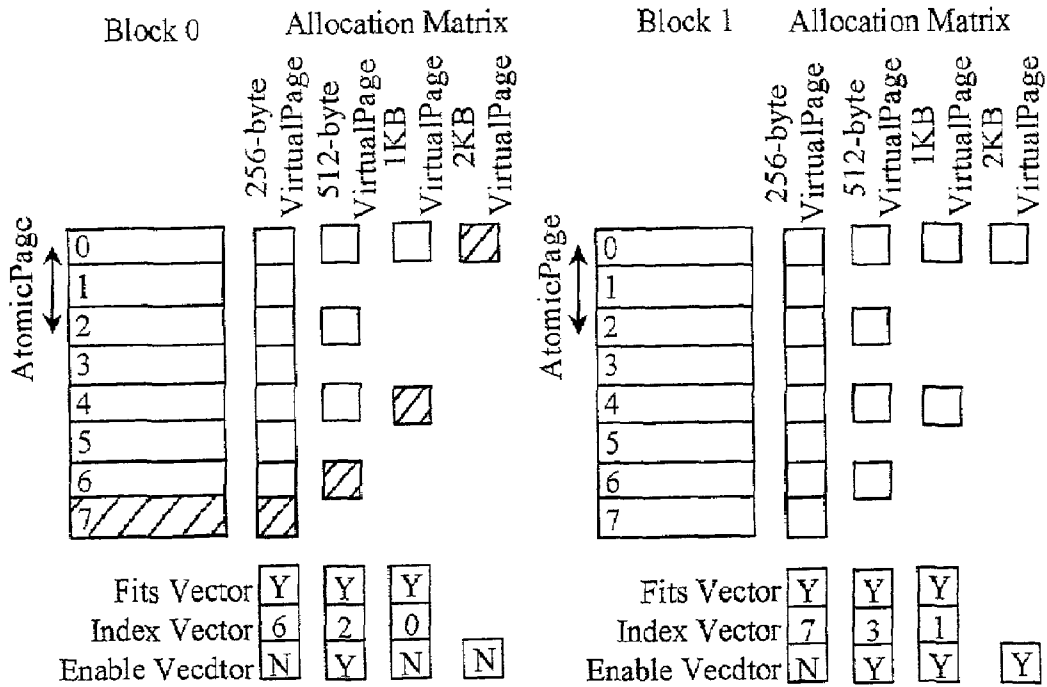 Block 0 Allocation Matrix
256-byte VirtualPage
512-byte VirtualPage
1KB VirtualPage
2KB VirtualPage
AtomicPage
0
1
2
3
4
5
6
7
Fits Vector Y Y Y
Index Vector 6 2 0
Enable Vecdtor N Y N N
Block 1 Allocation Matrix
256-byte VirtualPage
512-byte VirtualPage
1KB VirtualPage
2KB VirtualPage
AtomicPage
0
1
2
3
4
5
6
7
Fits Vector Y Y Y
Index Vector 7 3 1
Enable Vecdtor N Y Y Y